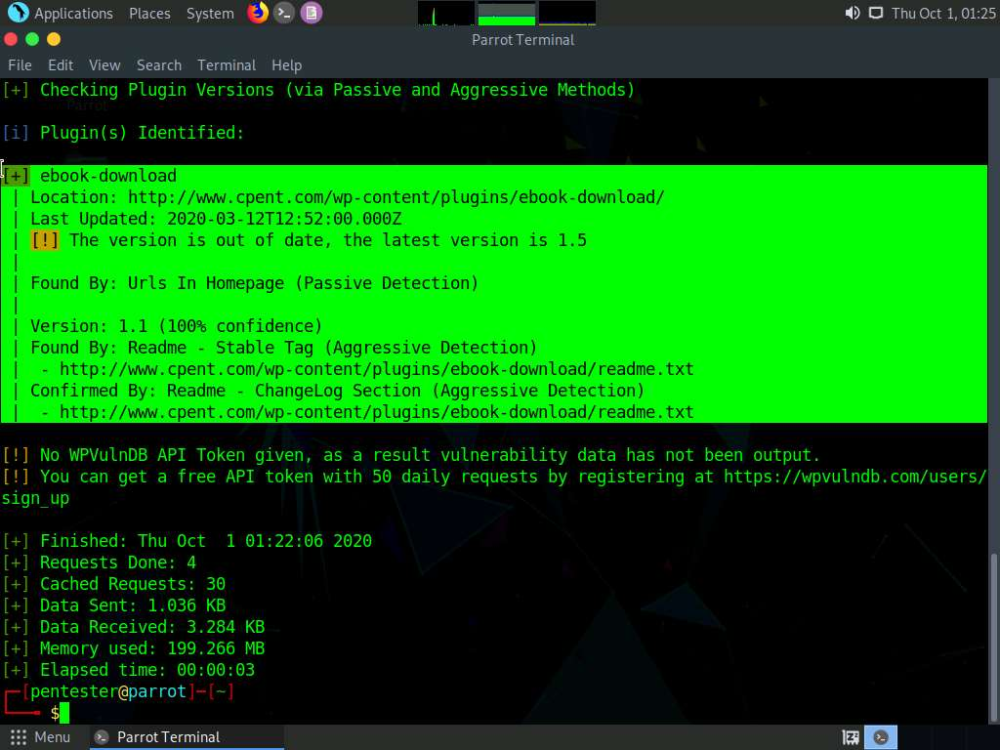 Applications Places System Thu Oct 1, 01:25
Parrot Terminal
File Edit View Search Terminal Help
[+] Checking Plugin Versions (via Passive and Aggressive Methods)
Parrot
[i] Plugin(s) Identified:
[+] ebook-download
| Location: http://www.cpent.com/wp-content/plugins/ebook-download/
| Last Updated: 2020-03-12T12:52:00.000Z
| [!] The version is out of date, the latest version is 1.5
|
| Found By: Urls In Homepage (Passive Detection)
|
| Version: 1.1 (100% confidence)
| Found By: Readme - Stable Tag (Aggressive Detection)
|  - http://www.cpent.com/wp-content/plugins/ebook-download/readme.txt
| Confirmed By: Readme - ChangeLog Section (Aggressive Detection)
|  - http://www.cpent.com/wp-content/plugins/ebook-download/readme.txt
[!] No WPVulnDB API Token given, as a result vulnerability data has not been output.
[!] You can get a free API token with 50 daily requests by registering at https://wpvulndb.com/users/
sign_up
[+] Finished: Thu Oct  1 01:22:06 2020
[+] Requests Done: 4
[+] Cached Requests: 30
[+] Data Sent: 1.036 KB
[+] Data Received: 3.284 KB
[+] Memory used: 199.266 MB
[+] Elapsed time: 00:00:03
┌─[pentester@parrot]─[~]
└──╼ $
Menu Parrot Terminal